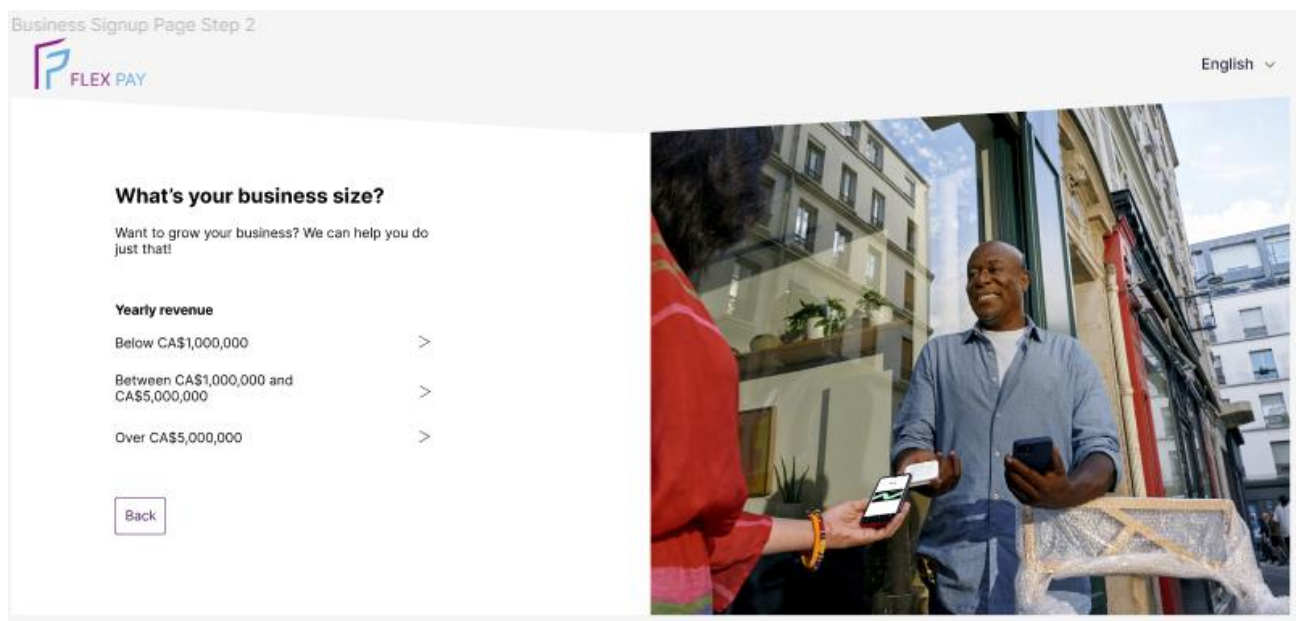 Business Signup Page Step 2
FLEX PAY
English
What's your business size?
Want to grow your business? We can help you do
just that!
Yearly revenue
Below CA$1,000,000
Between CA$1,000,000 and
CA$5,000,000
Over CA$5,000,000
Back